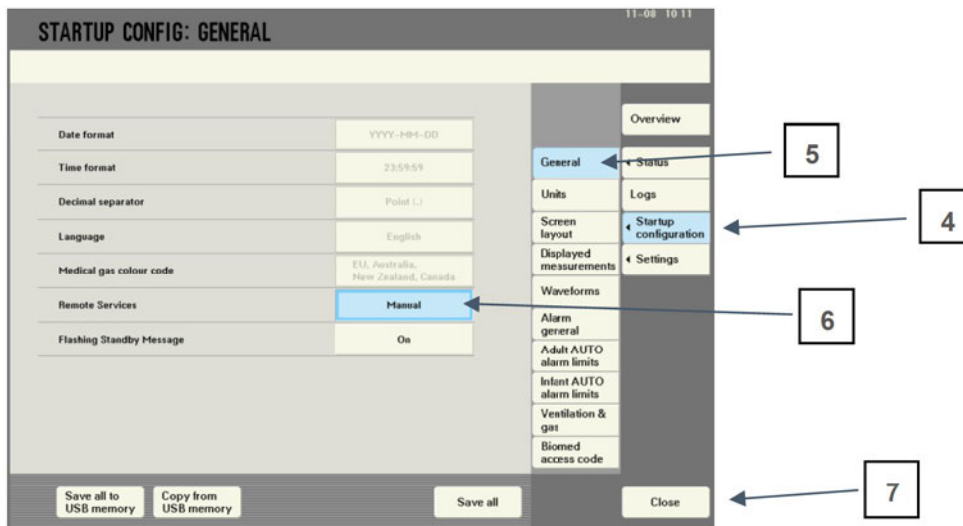 11-08 10 11
STARTUP CONFIG: GENERAL
Overview
Date format YYYY-MM-DD
General
Status
5
Time format 23:59:59
Units
Logs
Decimal separator Point (.)
Screen
layout
Startup
configuration
4
Language English
Displayed
measurements
Settings
Medical gas colour code EU, Australia,
New Zealand, Canada
Waveforms
Remote Services Manual
6
Alarm
general
Flashing Standby Message On
Adult AUTO
alarm limits
Infant AUTO
alarm limits
Ventilation &
gas
Biomed
access code
Save all to
USB memory
Copy from
USB memory
Save all
Close
7